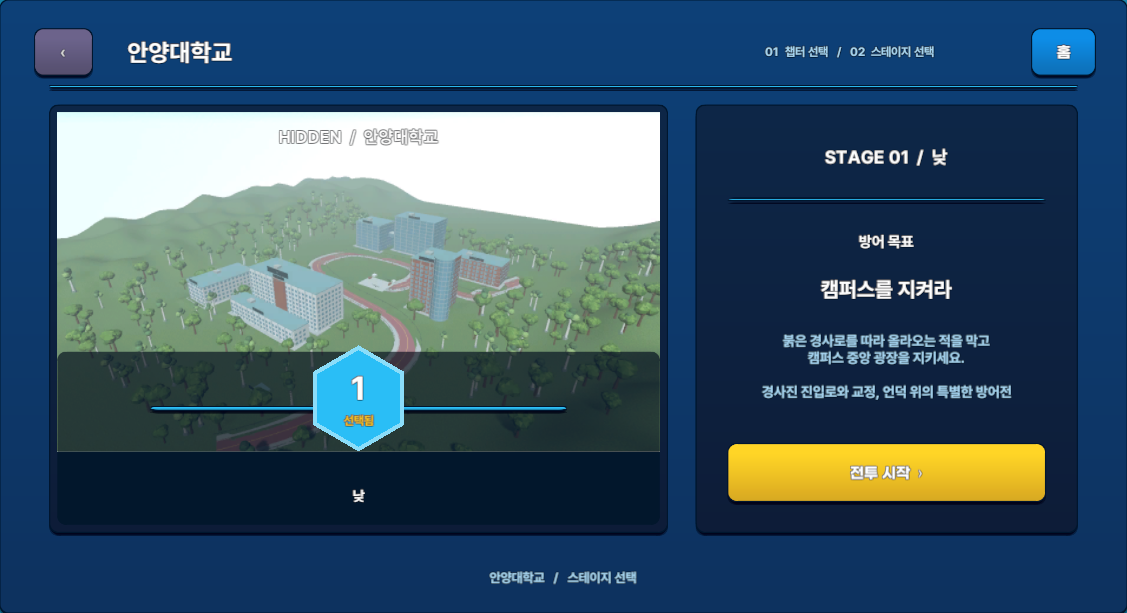 ‹
안양대학교
01 챕터 선택 / 02 스테이지 선택
홈
HIDDEN / 안양대학교
1
선택됨
낮
STAGE 01 / 낮
방어 목표
캠퍼스를 지켜라
붉은 경사로를 따라 올라오는 적을 막고
캠퍼스 중앙 광장을 지키세요.
경사진 진입로와 교정, 언덕 위의 특별한 방어전
전투 시작 ›
안양대학교 / 스테이지 선택